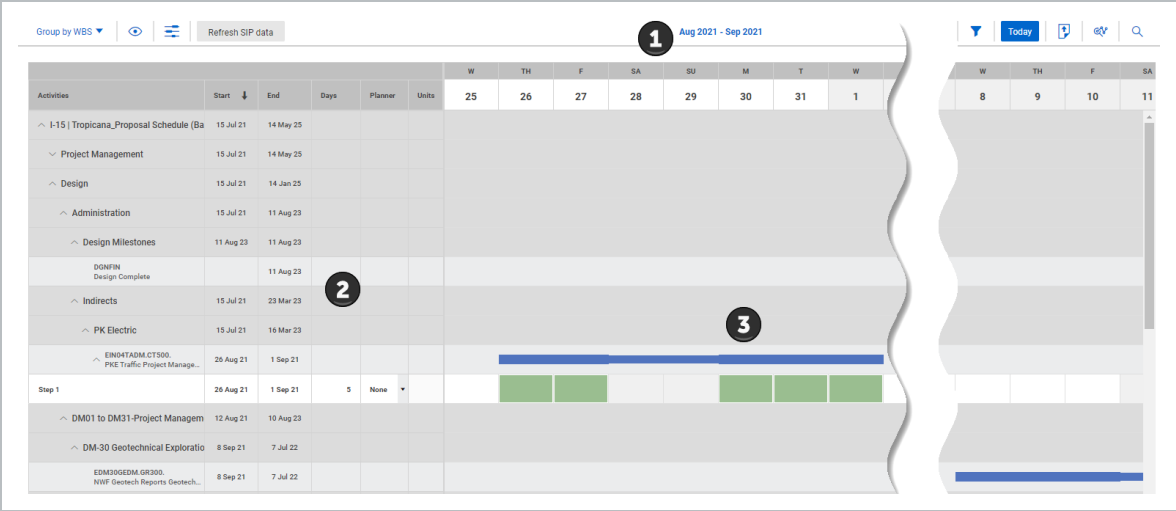 Group by WBS
Refresh SIP data
1
Aug 2021 - Sep 2021
Today
W TH F SA SU M T W W TH F SA
Activities Start End Days Planner Units 25 26 27 28 29 30 31 1 8 9 10 11
I-15 | Tropicana_Proposal Schedule (Ba 15 Jul 21 14 May 25
Project Management 15 Jul 21 14 May 25
Design 15 Jul 21 14 Jan 25
Administration 15 Jul 21 11 Aug 23
Design Milestones 11 Aug 23 11 Aug 23
DGNFIN
Design Complete 11 Aug 23
2
Indirects 15 Jul 21 23 Mar 23
3
PK Electric 15 Jul 21 16 Mar 23
EIN04TADM.CT500.
PKE Traffic Project Manage... 26 Aug 21 1 Sep 21
Step 1 26 Aug 21 1 Sep 21 5 None
DM01 to DM31-Project Managem 12 Aug 21 10 Aug 23
DM-30 Geotechnical Exploratio 8 Sep 21 7 Jul 22
EDM30GEDM.GR300.
NWF Geotech Reports Geotech... 8 Sep 21 7 Jul 22